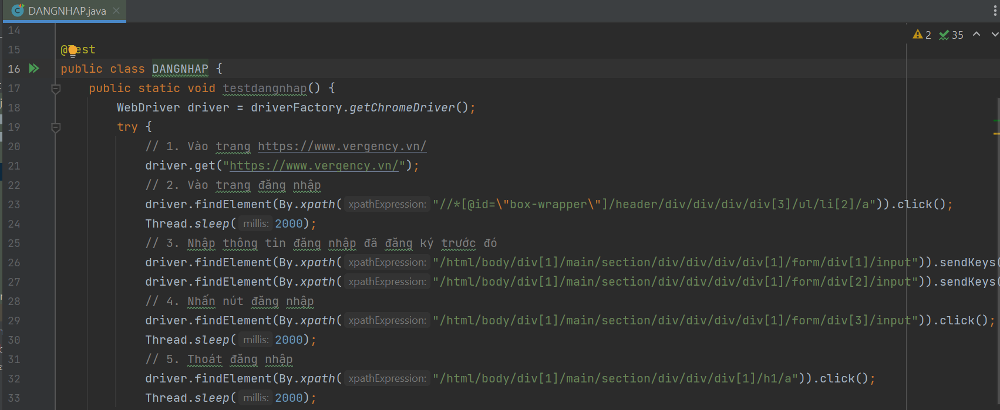 DANGNHAP.java
2 35
14
15 @Test
16 public class DANGNHAP {
17 public static void testdangnhap() {
18 WebDriver driver = driverFactory.getChromeDriver();
19 try {
20 // 1. Vào trang https://www.vergency.vn/
21 driver.get("https://www.vergency.vn/");
22 // 2. Vào trang đăng nhập
23 driver.findElement(By.xpath( xpathExpression: "//*[@id=\"box-wrapper\"]/header/div/div/div/div[3]/ul/li[2]/a")).click();
24 Thread.sleep( millis: 2000);
25 // 3. Nhập thông tin đăng nhập đã đăng ký trước đó
26 driver.findElement(By.xpath( xpathExpression: "/html/body/div[1]/main/section/div/div/div/div[1]/form/div[1]/input")).sendKeys(
27 driver.findElement(By.xpath( xpathExpression: "/html/body/div[1]/main/section/div/div/div/div[1]/form/div[2]/input")).sendKeys(
28 // 4. Nhấn nút đăng nhập
29 driver.findElement(By.xpath( xpathExpression: "/html/body/div[1]/main/section/div/div/div/div[1]/form/div[3]/input")).click();
30 Thread.sleep( millis: 2000);
31 // 5. Thoát đăng nhập
32 driver.findElement(By.xpath( xpathExpression: "/html/body/div[1]/main/section/div/div/div[1]/h1/a")).click();
33 Thread.sleep( millis: 2000);